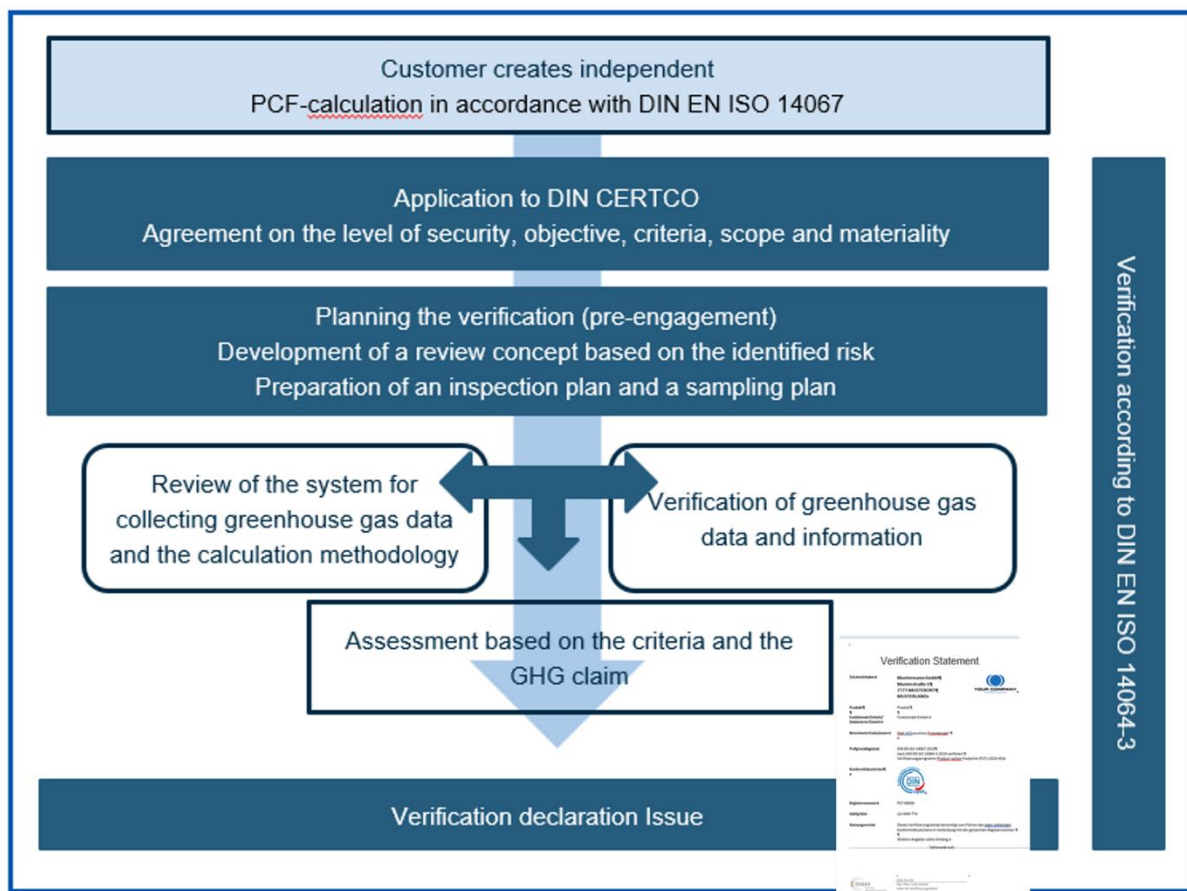 Customer creates independent
PCF-calculation in accordance with DIN EN ISO 14067
Application to DIN CERTCO
Agreement on the level of security, objective, criteria, scope and materiality
Planning the verification (pre-engagement)
Development of a review concept based on the identified risk
Preparation of an inspection plan and a sampling plan
Review of the system for
collecting greenhouse gas data
and the calculation methodology
Verification of greenhouse gas
data and information
Assessment based on the criteria and the
GHG claim
Verification declaration Issue
Verification according to DIN EN ISO 14064-3
Verification Statement
Mustermann GmbH¶
YOUR COMPANY
Produkt¶
DIN